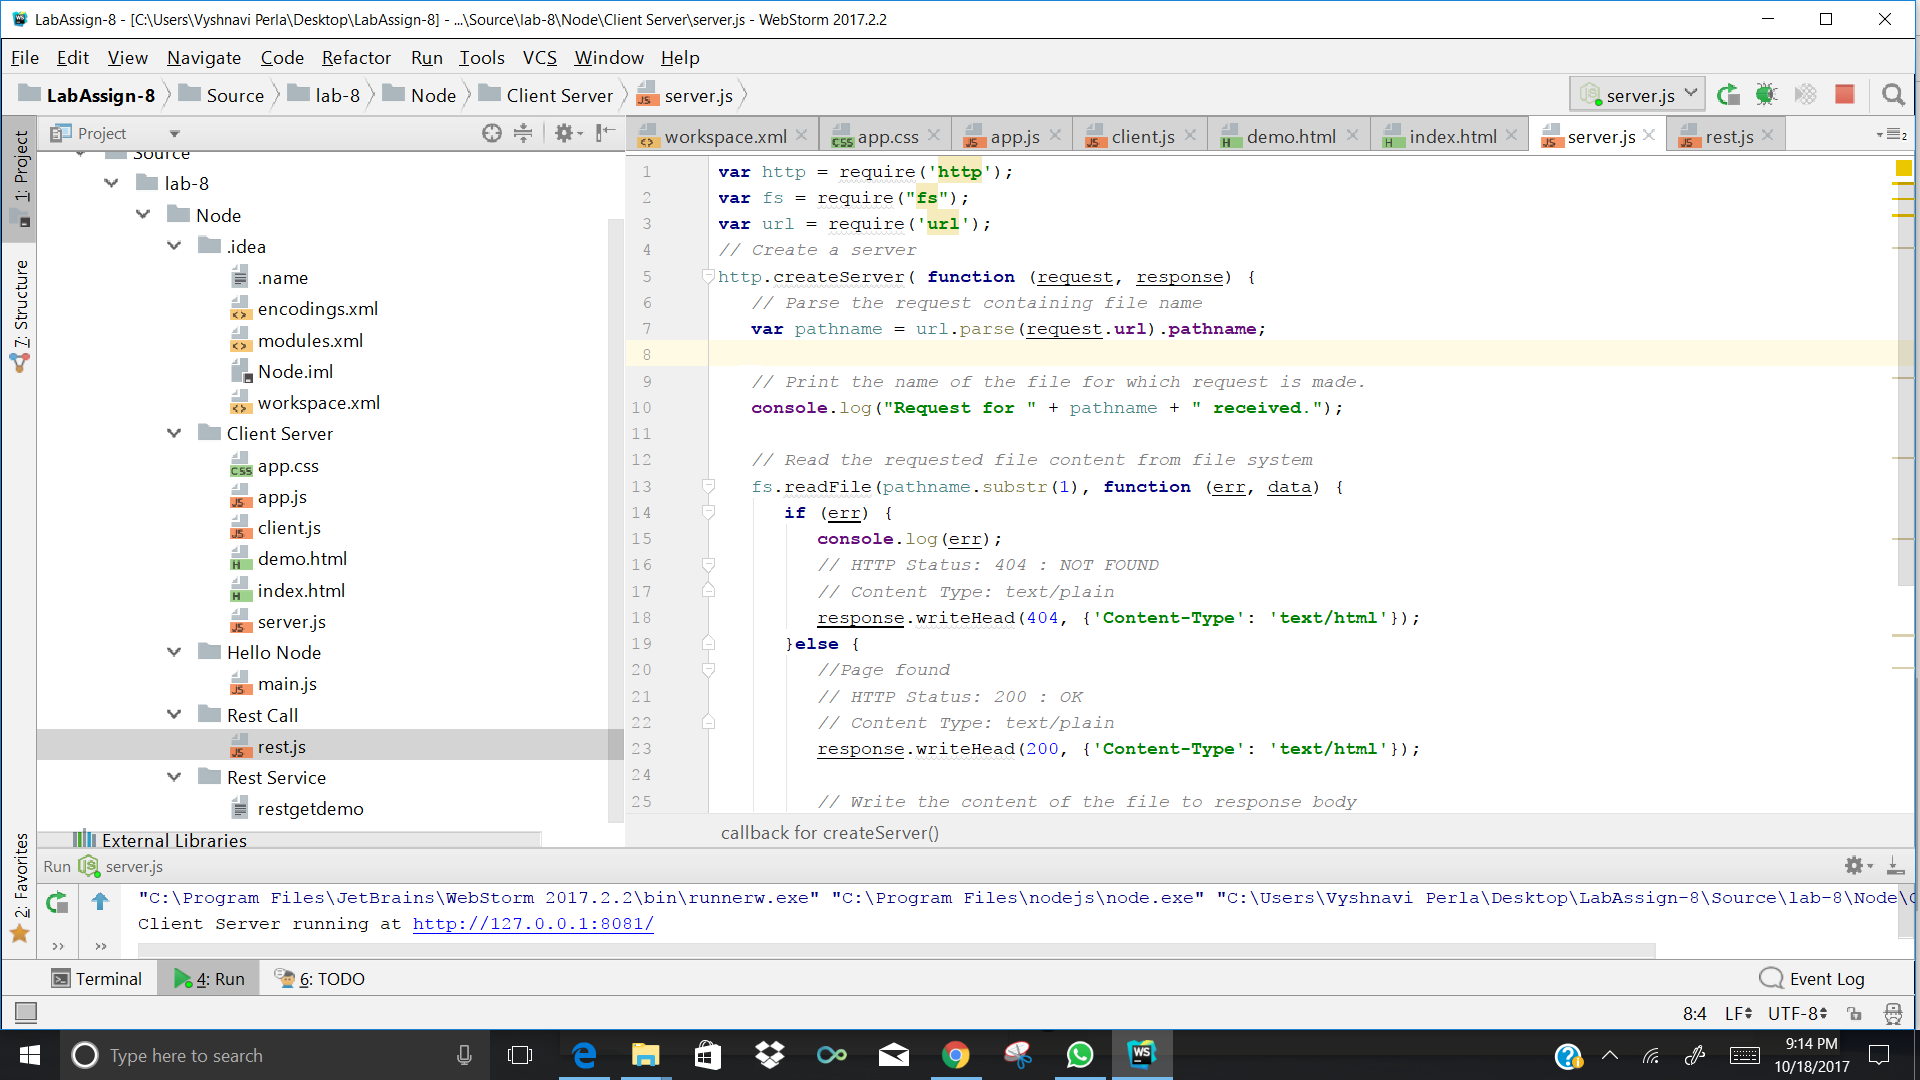 LabAssign-8 - [C:\Users\Vyshnavi Perla\Desktop\LabAssign-8] - ...\Source\lab-8\Node\Client Server\server.js - WebStorm 2017.2.2
File Edit View Navigate Code Refactor Run Tools VCS Window Help
LabAssign-8 Source lab-8 Node Client Server server.js
server.js
Project
workspace.xml app.css app.js client.js demo.html index.html server.js rest.js
2
1: Project
7: Structure
2: Favorites
Source
lab-8
Node
.idea
.name
encodings.xml
modules.xml
Node.iml
workspace.xml
Client Server
app.css
app.js
client.js
demo.html
index.html
server.js
Hello Node
main.js
Rest Call
rest.js
Rest Service
restgetdemo
External Libraries
1 var http = require('http');
2 var fs = require("fs");
3 var url = require('url');
4 // Create a server
5 http.createServer( function (request, response) {
6 // Parse the request containing file name
7 var pathname = url.parse(request.url).pathname;
8
9 // Print the name of the file for which request is made.
10 console.log("Request for " + pathname + " received.");
11
12 // Read the requested file content from file system
13 fs.readFile(pathname.substr(1), function (err, data) {
14 if (err) {
15 console.log(err);
16 // HTTP Status: 404 : NOT FOUND
17 // Content Type: text/plain
18 response.writeHead(404, {'Content-Type': 'text/html'});
19 }else {
20 //Page found
21 // HTTP Status: 200 : OK
22 // Content Type: text/plain
23 response.writeHead(200, {'Content-Type': 'text/html'});
24
25 // Write the content of the file to response body
callback for createServer()
Run server.js
"C:\Program Files\JetBrains\WebStorm 2017.2.2\bin\runnerw.exe" "C:\Program Files\nodejs\node.exe" "C:\Users\Vyshnavi Perla\Desktop\LabAssign-8\Source\lab-8\Node\C
Client Server running at http://127.0.0.1:8081/
Terminal 4: Run 6: TODO Event Log
8:4 LF UTF-8
Type here to search
9:14 PM
10/18/2017